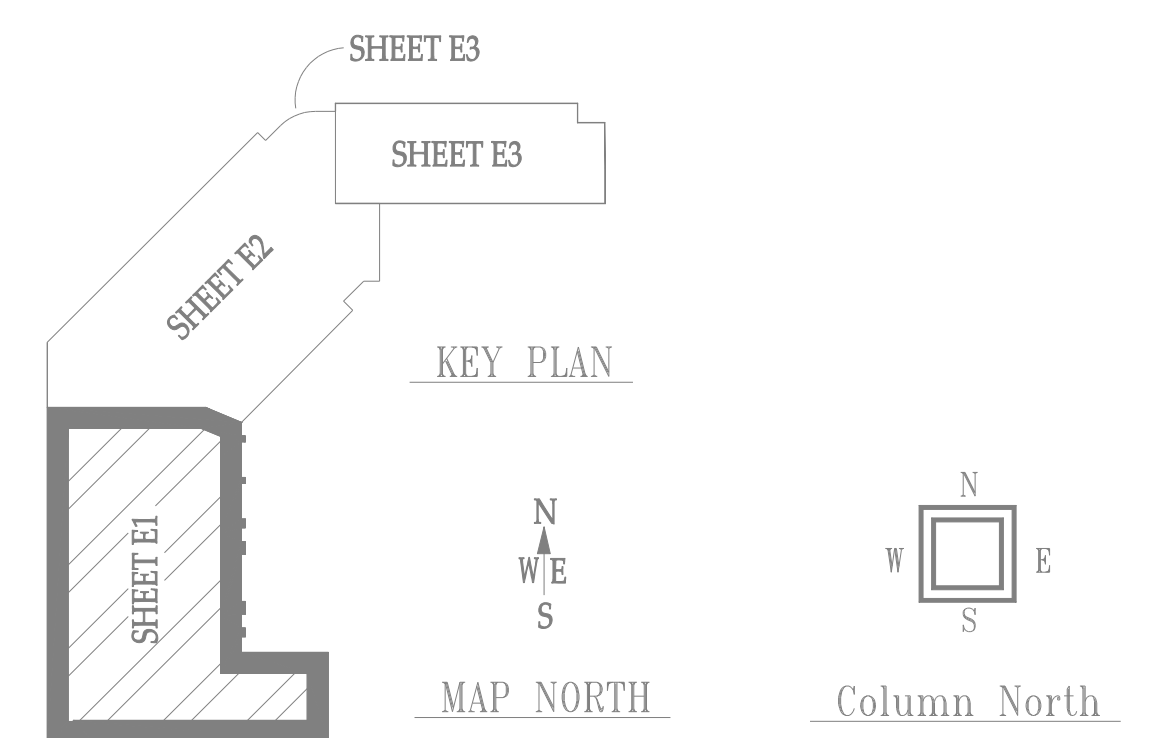 SHEET E3
SHEET E3
SHEET E2
KEY PLAN
SHEET E1
N
W E
S
MAP NORTH
N
W E
S
Column North